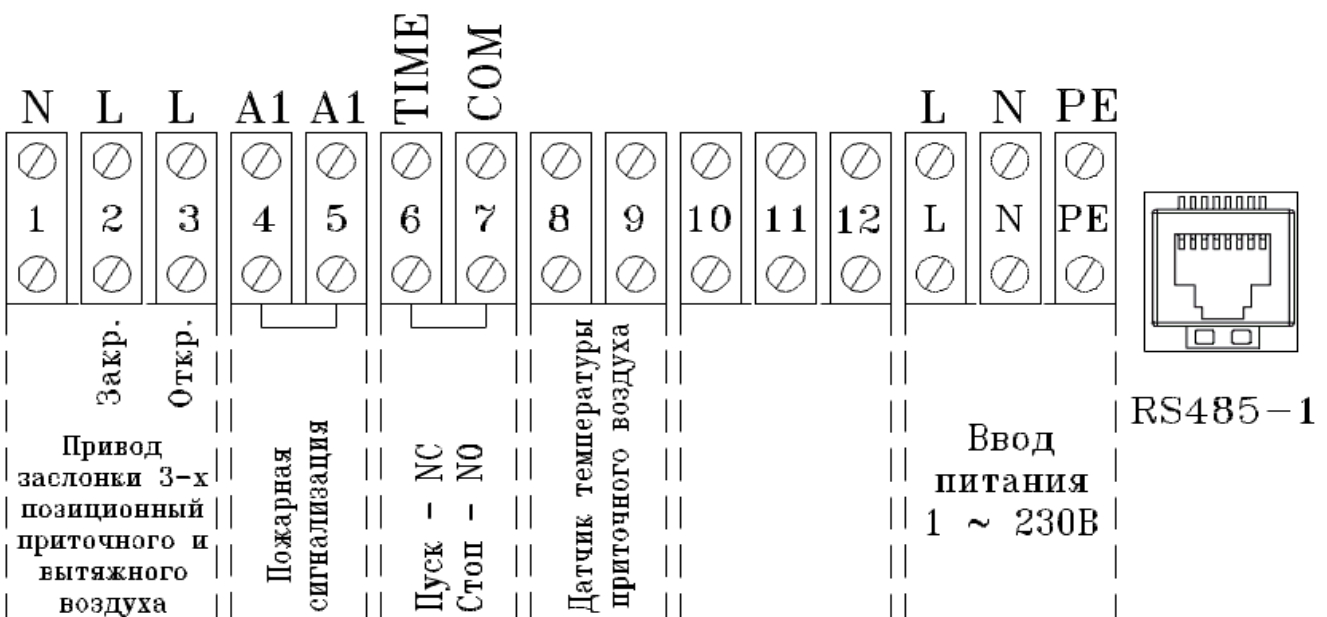 N L L A1 A1 TIME COM L N PE
1 2 3 4 5 6 7 8 9 10 11 12 L N PE
Закр.
Откр.
Привод
заслонки 3-х
позиционный
приточного и
вытяжного
воздуха
Пожарная
сигнализация
Пуск - NC
Стоп - NO
Датчик температуры
приточного воздуха
Ввод
питания
1 ~ 230В
RS485-1